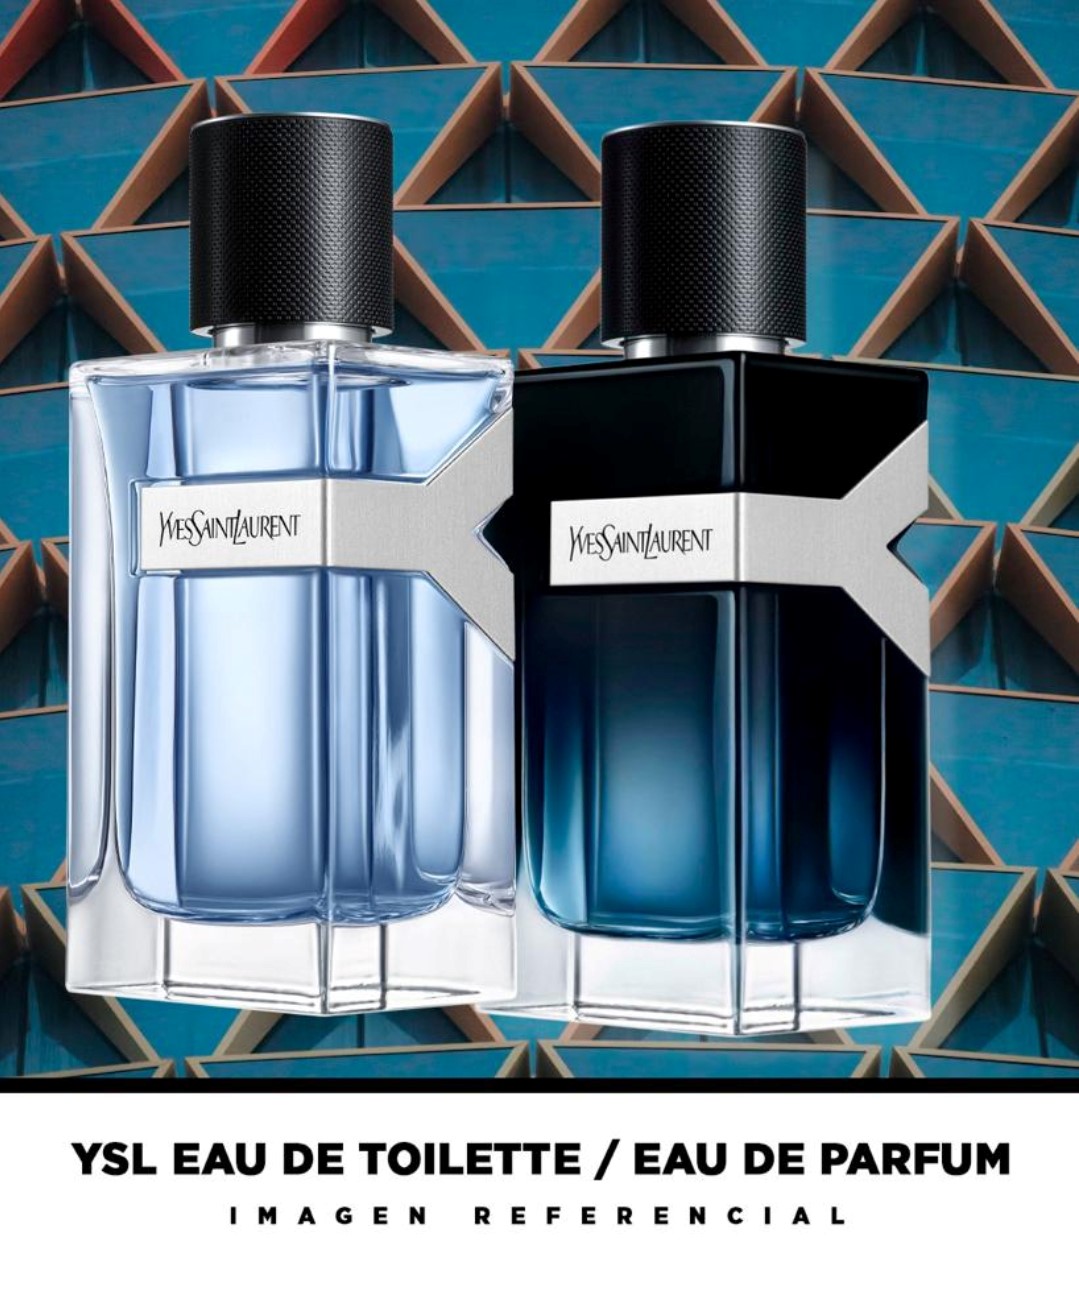 YVESSAINTLAURENT
YVESSAINTLAURENT
YSL EAU DE TOILETTE / EAU DE PARFUM
IMAGEN REFERENCIAL